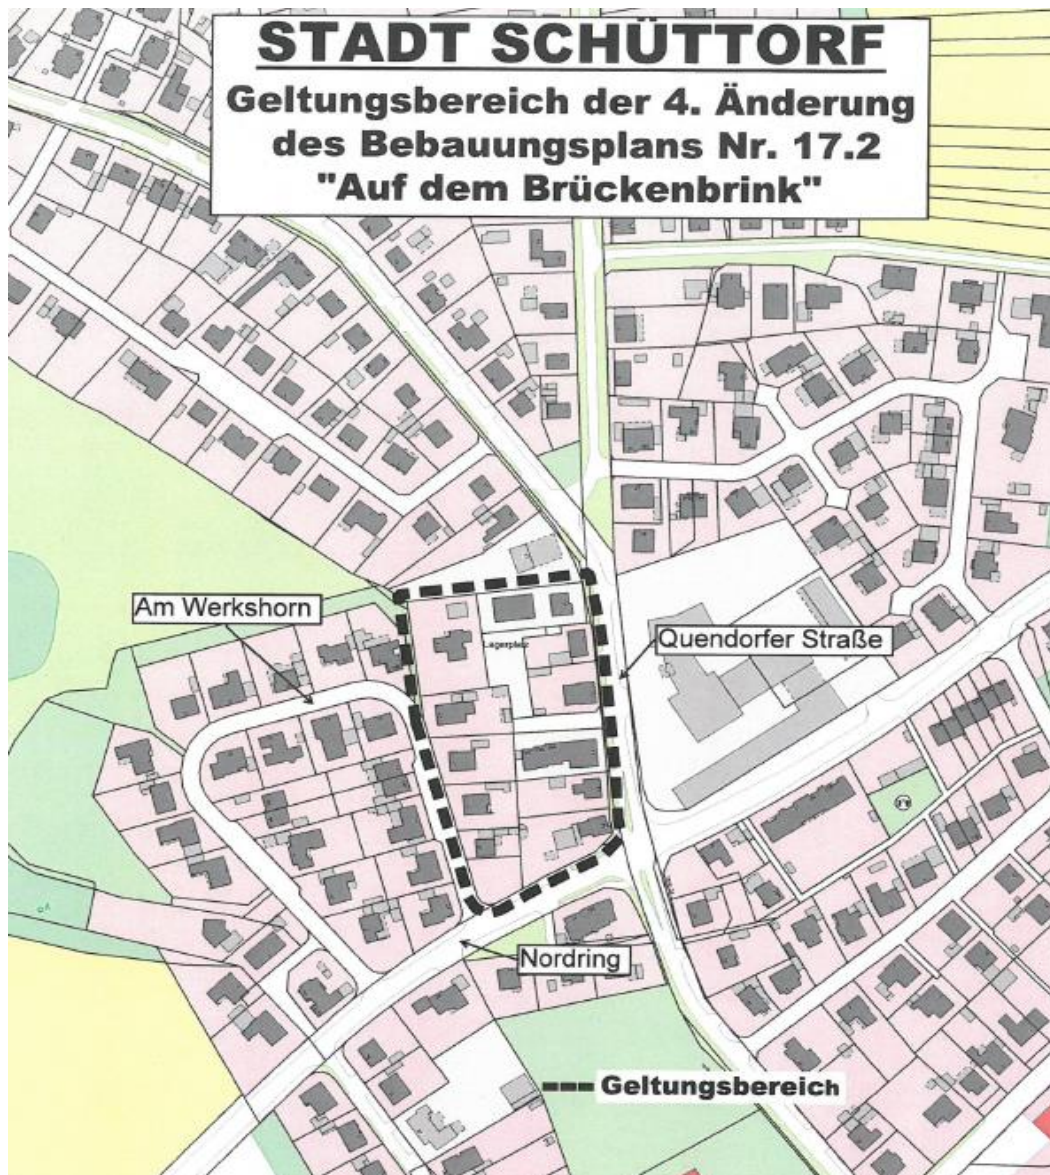 STADT SCHÜTTORF
Geltungsbereich der 4. Änderung
des Bebauungsplans Nr. 17.2
"Auf dem Brückenbrink"
Am Werkshorn
Lagerplatz
Quendorfer Straße
Nordring
Geltungsbereich